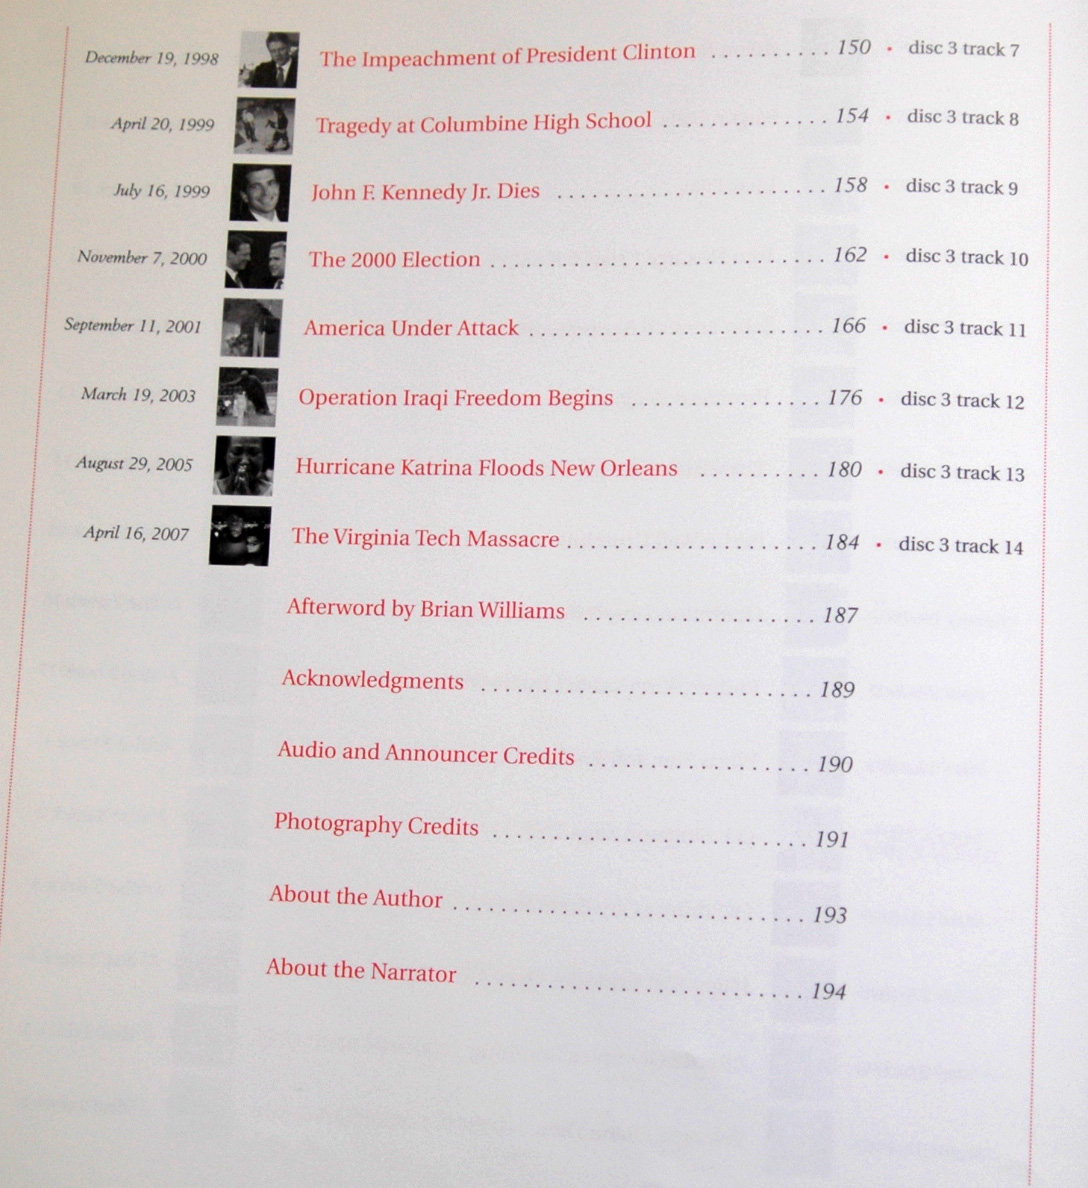 December 19, 1998 The Impeachment of President Clinton .......... 150 • disc 3 track 7
April 20, 1999 Tragedy at Columbine High School .............. 154 • disc 3 track 8
July 16, 1999 John F. Kennedy Jr. Dies ....................... 158 • disc 3 track 9
November 7, 2000 The 2000 Election ............................ 162 • disc 3 track 10
September 11, 2001 America Under Attack ......................... 166 • disc 3 track 11
March 19, 2003 Operation Iraqi Freedom Begins ................ 176 • disc 3 track 12
August 29, 2005 Hurricane Katrina Floods New Orleans .......... 180 • disc 3 track 13
April 16, 2007 The Virginia Tech Massacre ..................... 184 • disc 3 track 14
Afterword by Brian Williams .................... 187
Acknowledgments ............................ 189
Audio and Announcer Credits ................... 190
Photography Credits ........................... 191
About the Author .............................. 193
About the Narrator ............................ 194